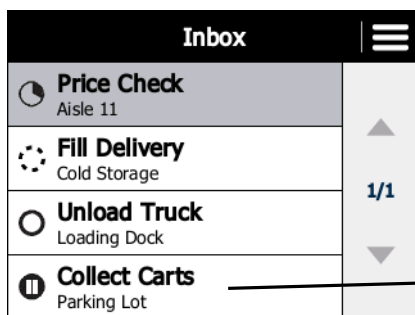 Inbox
Price Check
Aisle 11
Fill Delivery
Cold Storage
1/1
Unload Truck
Loading Dock
Collect Carts
Parking Lot